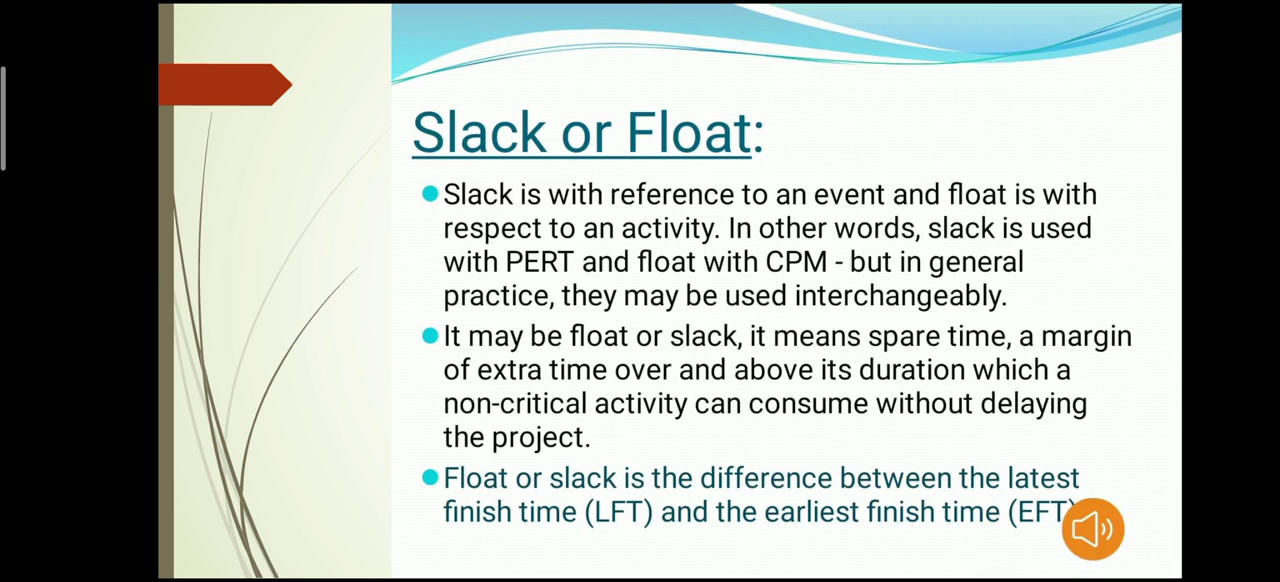 Slack or Float:
Slack is with reference to an event and float is with
respect to an activity. In other words, slack is used
with PERT and float with CPM - but in general
practice, they may be used interchangeably.
It may be float or slack, it means spare time, a margin
of extra time over and above its duration which a
non-critical activity can consume without delaying
the project.
Float or slack is the difference between the latest
finish time (LFT) and the earliest finish time (EFT)